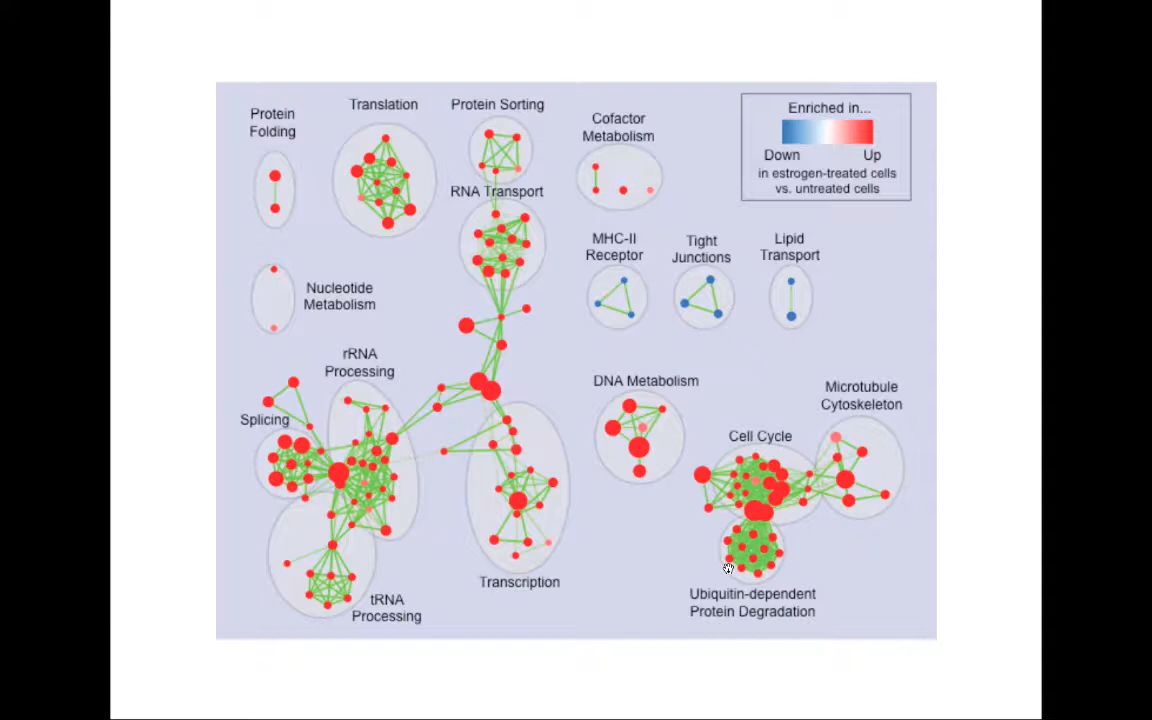 Protein
Folding
Translation
Protein Sorting
Cofactor
Metabolism
Enriched in...
Down
Up
in estrogen-treated cells
vs. untreated cells
RNA Transport
MHC-II
Receptor
Tight
Junctions
Lipid
Transport
Nucleotide
Metabolism
rRNA
Processing
Splicing
DNA Metabolism
Microtubule
Cytoskeleton
Cell Cycle
Transcription
Ubiquitin-dependent
Protein Degradation
tRNA
Processing